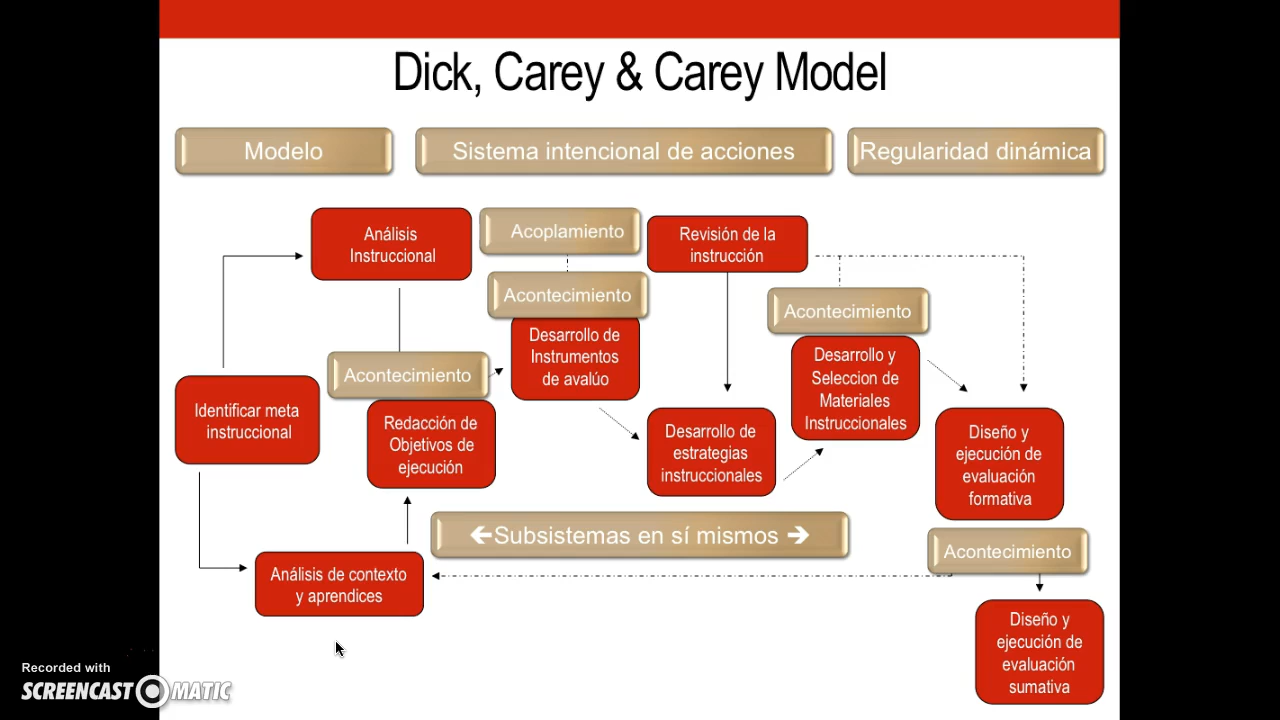 Dick, Carey & Carey Model
Modelo
Sistema intencional de acciones
Regularidad dinámica
Análisis
Instruccional
Acoplamiento
Revisión de la
instrucción
Acontecimiento
Acontecimiento
Desarrollo de
Instrumentos
de avalúo
Desarrollo y
Seleccion de
Materiales
Instruccionales
Acontecimiento
Identificar meta
instruccional
Redacción de
Objetivos de
ejecución
Desarrollo de
estrategias
instruccionales
Diseño y
ejecución de
evaluación
formativa
←Subsistemas en sí mismos →
Acontecimiento
Análisis de contexto
y aprendices
Diseño y
ejecución de
evaluación
sumativa
Recorded with
SCREENCAST MATIC